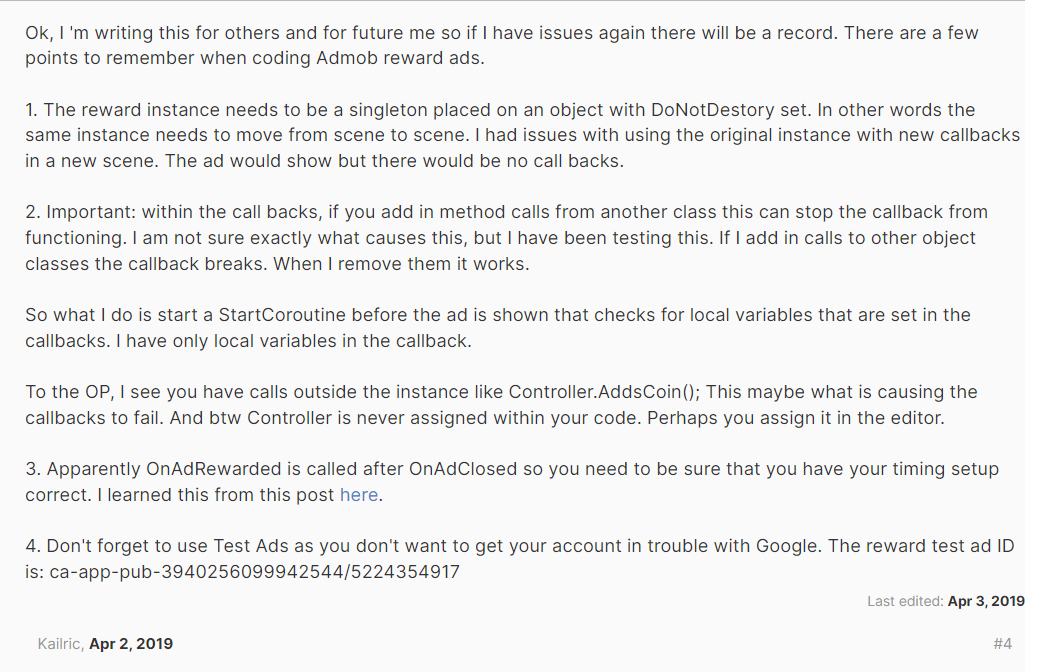 Ok, I 'm writing this for others and for future me so if I have issues again there will be a record. There are a few
points to remember when coding Admob reward ads.
1. The reward instance needs to be a singleton placed on an object with DoNotDestory set. In other words the
same instance needs to move from scene to scene. I had issues with using the original instance with new callbacks
in a new scene. The ad would show but there would be no call backs.
2. Important: within the call backs, if you add in method calls from another class this can stop the callback from
functioning. I am not sure exactly what causes this, but I have been testing this. If I add in calls to other object
classes the callback breaks. When I remove them it works.
So what I do is start a StartCoroutine before the ad is shown that checks for local variables that are set in the
callbacks. I have only local variables in the callback.
To the OP, I see you have calls outside the instance like Controller.AddsCoin(); This maybe what is causing the
callbacks to fail. And btw Controller is never assigned within your code. Perhaps you assign it in the editor.
3. Apparently OnAdRewarded is called after OnAdClosed so you need to be sure that you have your timing setup
correct. I learned this from this post here.
4. Don't forget to use Test Ads as you don't want to get your account in trouble with Google. The reward test ad ID
is: ca-app-pub-3940256099942544/5224354917
Last edited: Apr 3, 2019
Kailric, Apr 2, 2019 #4